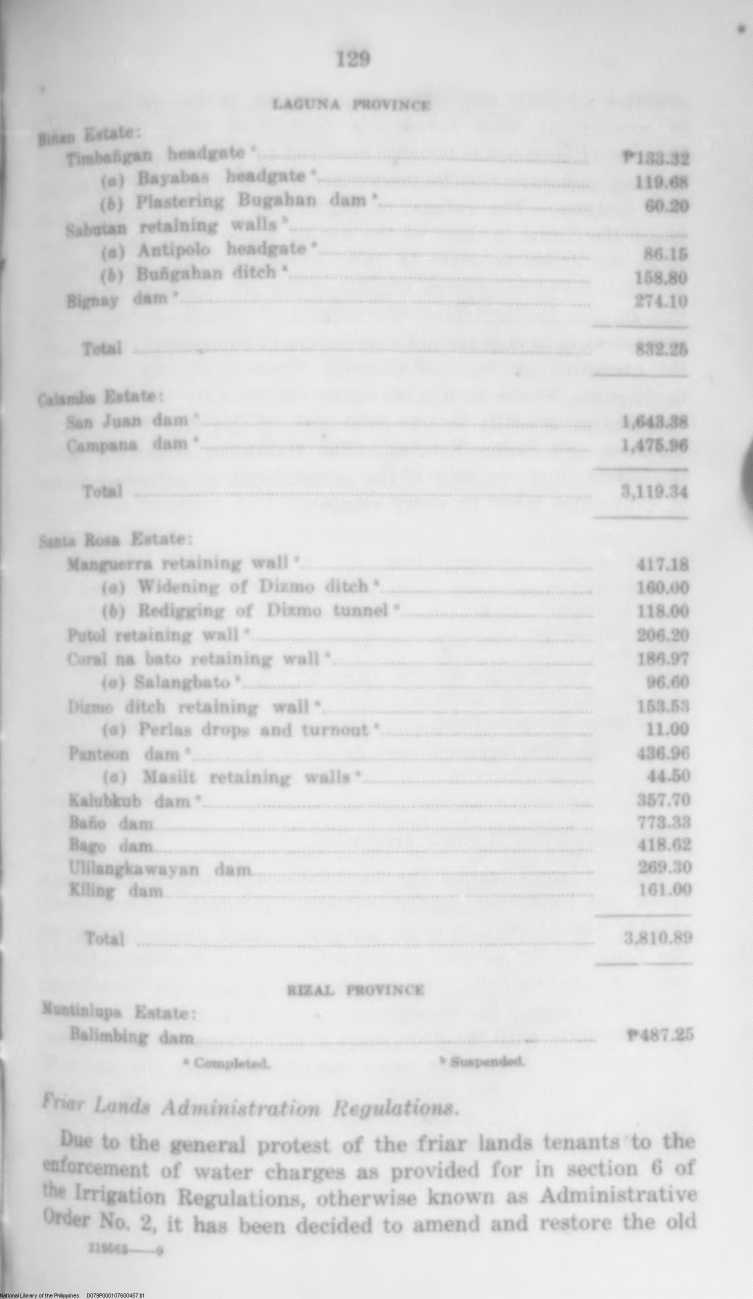 129
LAGUNA PROVINCE
Biñan Estate:
Timbañgan headgate ᵃ ₱133.32
(a) Bayabas headgate ᵃ 119.68
(b) Plastering Bugahan dam ᵃ 60.20
Sabutan retaining walls ᵇ
(a) Antipolo headgate ᵃ 86.15
(b) Buñgahan ditch ᵃ 158.80
Bignay dam ᵃ 274.10
Total 832.25
Calamba Estate:
San Juan dam ᵃ 1,643.38
Campana dam ᵃ 1,475.96
Total 3,119.34
Santa Rosa Estate:
Manguerra retaining wall ᵃ 417.18
(a) Widening of Dizmo ditch ᵃ 160.00
(b) Redigging of Dizmo tunnel ᵃ 118.00
Putol retaining wall ᵃ 206.20
Coral na bato retaining wall ᵃ 186.97
(a) Salangbato ᵃ 96.60
Dizmo ditch retaining wall ᵃ 153.53
(a) Perlas drops and turnout ᵃ 11.00
Panteon dam ᵃ 436.96
(a) Masiit retaining walls ᵃ 44.50
Kalubkub dam ᵃ 357.70
Baño dam 773.33
Bago dam 418.62
Ulilangkawayan dam 269.30
Kiling dam 161.00
Total 3,810.89
RIZAL PROVINCE
Muntinlupa Estate:
Balimbing dam ₱487.25
ᵃ Completed. ᵇ Suspended.
Friar Lands Administration Regulations.
Due to the general protest of the friar lands tenants to the
enforcement of water charges as provided for in section 6 of
the Irrigation Regulations, otherwise known as Administrative
Order No. 2, it has been decided to amend and restore the old
National Library of the Philippines